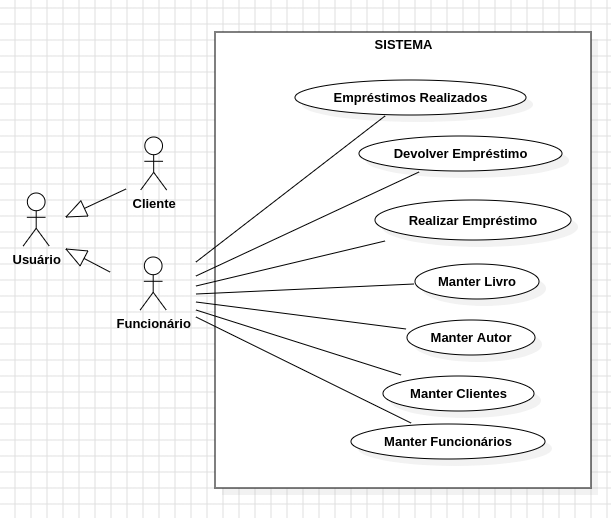 SISTEMA
Empréstimos Realizados
Devolver Empréstimo
Cliente
Realizar Empréstimo
Usuário
Manter Livro
Funcionário
Manter Autor
Manter Clientes
Manter Funcionários